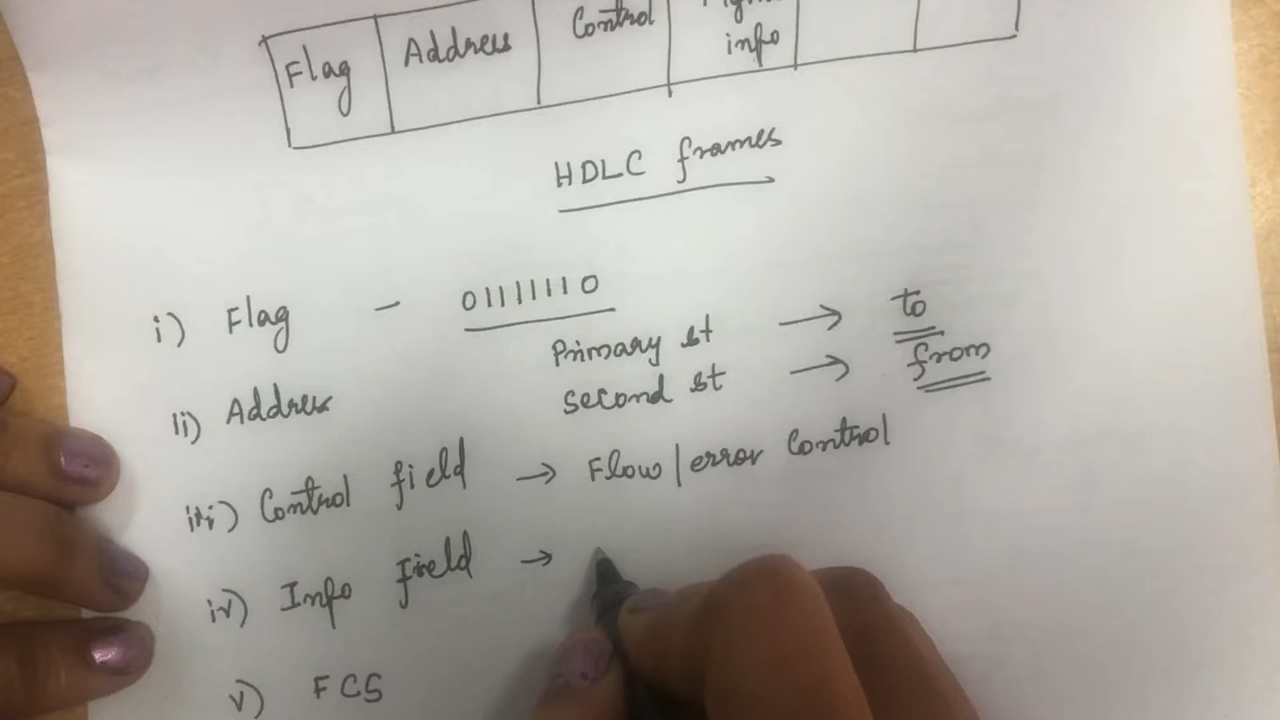 Flag Address Control info
HDLC frames
i) Flag - 01111110
Primary st → to
ii) Address second st → from
iii) Control field → Flow/error Control
iv) Info Field →
v) FCS